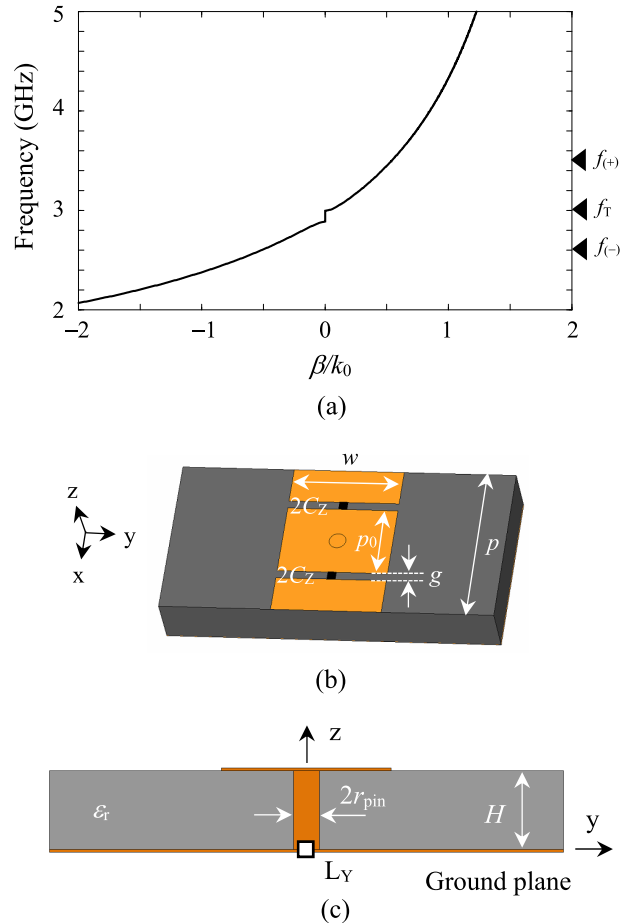 5
4
3
2
Frequency (GHz)
−2
−1
0
1
2
β/k₀
f(+)
fT
f(−)
(a)
w
2CZ
p₀
p
2CZ
g
z
y
x
(b)
z
εr
2rpin
H
y
LY
Ground plane
(c)